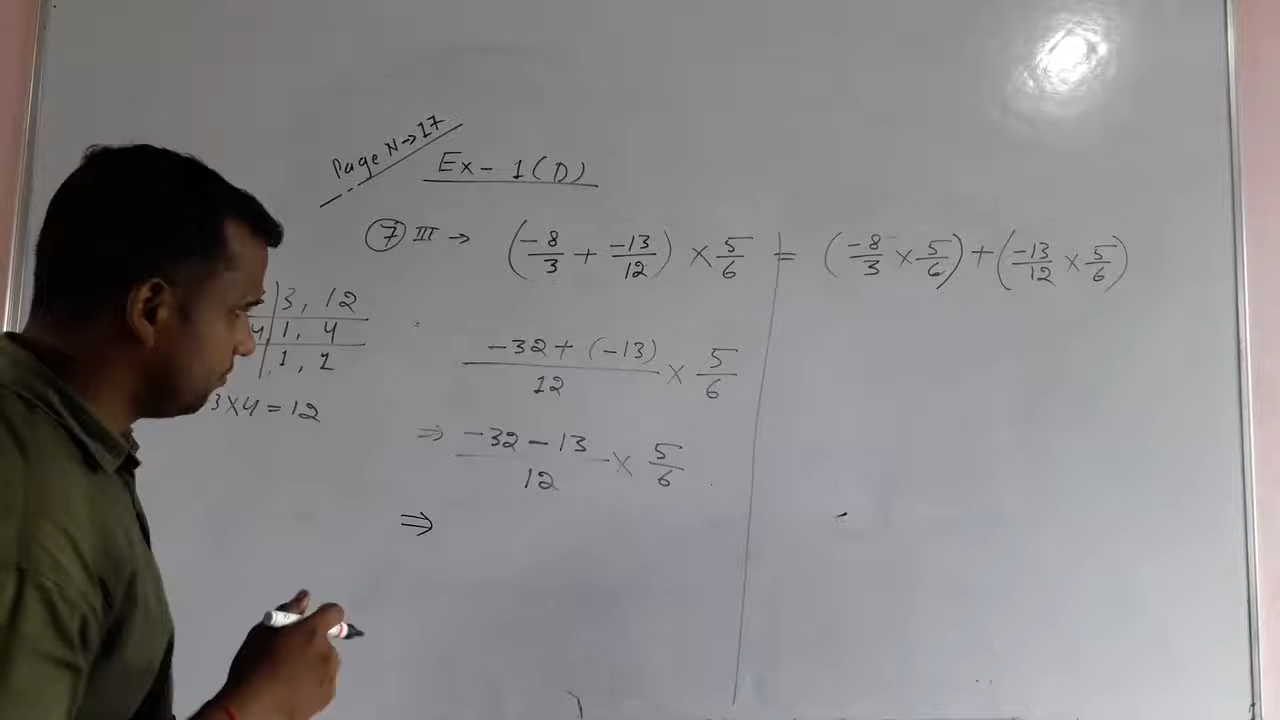 Page N→17
Ex - 1(D)
7 III → (-8/3 + -13/12) × 5/6 = (-8/3 × 5/6) + (-13/12 × 5/6)
3, 12
4 | 1, 4
1, 1
3×4 = 12
-32 + (-13)/12 × 5/6
⇒ -32 - 13/12 × 5/6
⇒